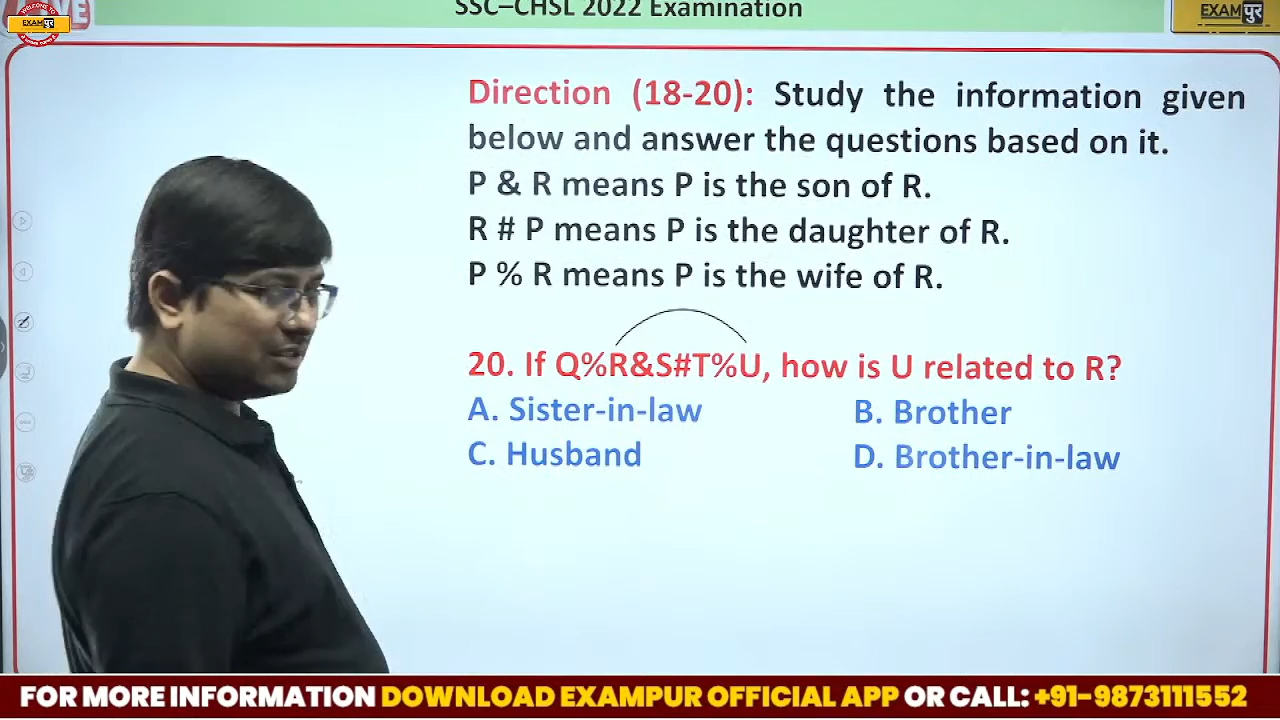 WELCOME TO
EXAMपुर
SSC–CHSL 2022 Examination
EXAMपुर
Direction (18-20): Study the information given
below and answer the questions based on it.
P & R means P is the son of R.
R # P means P is the daughter of R.
P % R means P is the wife of R.
20. If Q%R&S#T%U, how is U related to R?
A. Sister-in-law
B. Brother
C. Husband
D. Brother-in-law
FOR MORE INFORMATION DOWNLOAD EXAMPUR OFFICIAL APP OR CALL: +91-9873111552